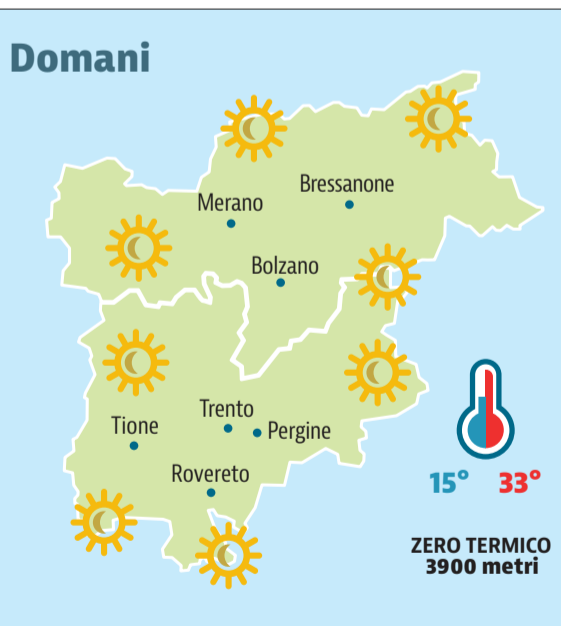 Domani
Bressanone
Merano
Bolzano
Trento
Tione
Pergine
Rovereto
15° 33°
ZERO TERMICO
3900 metri